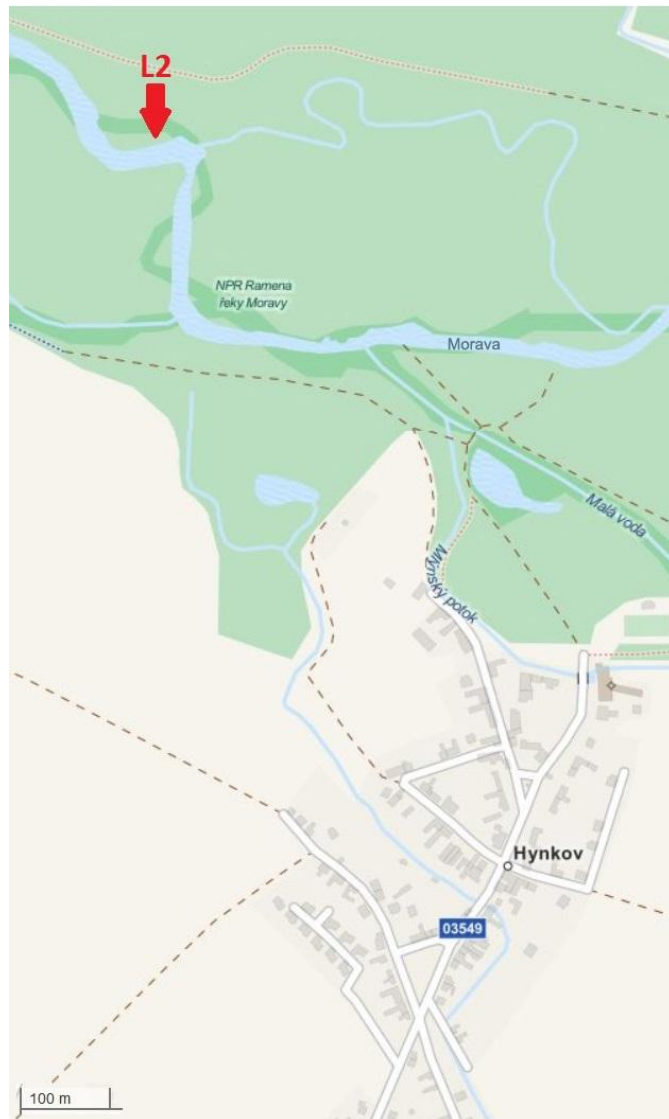 L2
NPR Ramena
řeky Moravy
Morava
Malá voda
Mlýnský potok
Hynkov
03549
100 m